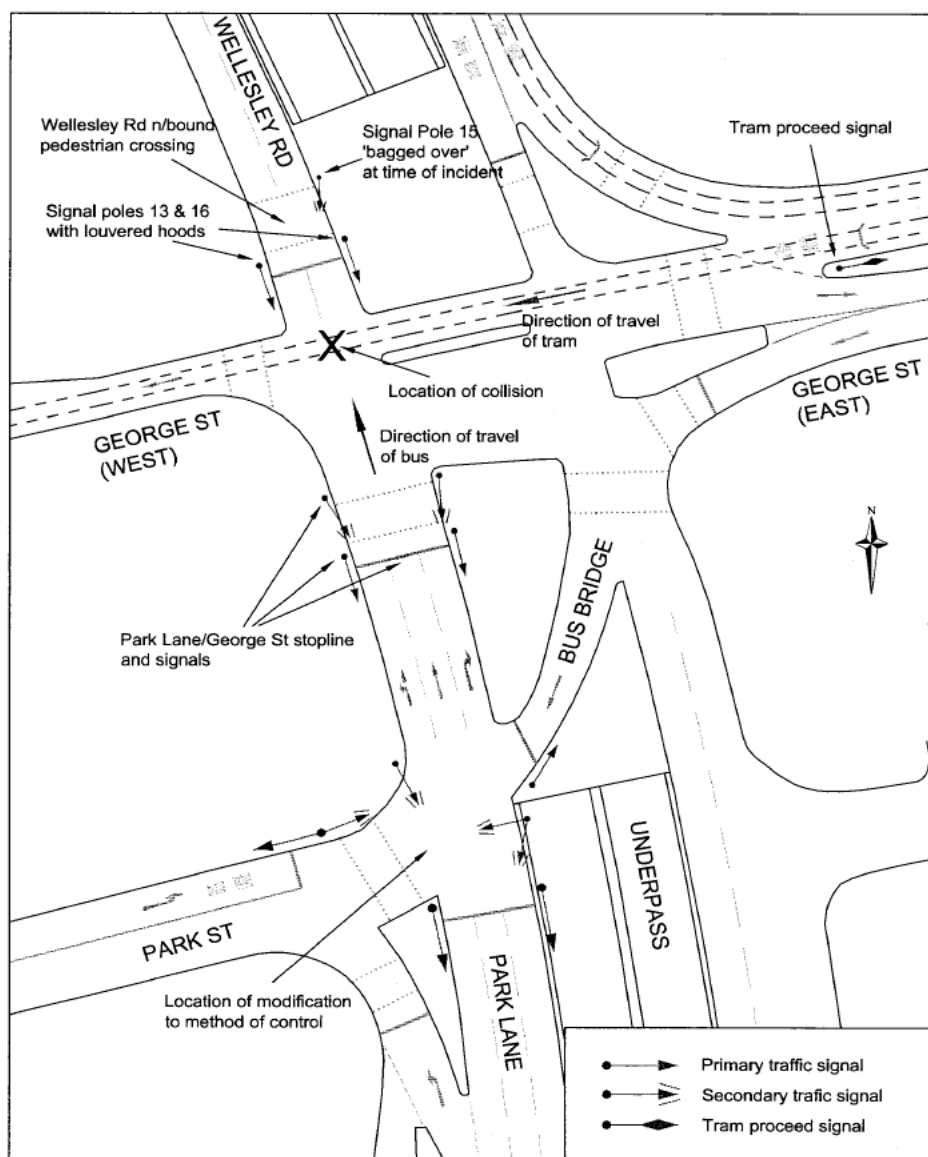 WELLESLEY RD
Wellesley Rd n/bound
pedestrian crossing
Signal Pole 15
'bagged over'
at time of incident
Tram proceed signal
Signal poles 13 & 16
with louvered hoods
Direction of travel
of tram
Location of collision
GEORGE ST
(WEST)
GEORGE ST
(EAST)
Direction of travel
of bus
N
Park Lane/George St stopline
and signals
BUS BRIDGE
UNDERPASS
PARK ST
PARK LANE
Location of modification
to method of control
Primary traffic signal
Secondary trafic signal
Tram proceed signal